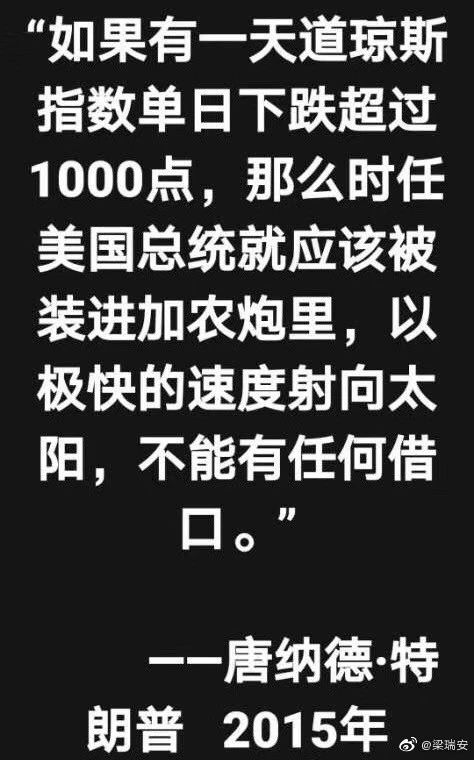 “如果有一天道琼斯
指数单日下跌超过
1000点，那么时任
美国总统就应该被
装进加农炮里，以
极快的速度射向太
阳，不能有任何借
口。”
——唐纳德·特
朗普 2015年
@梁瑞安